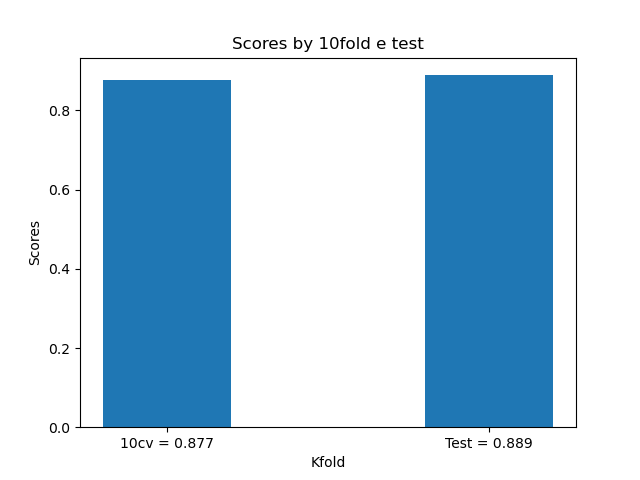 Scores by 10fold e test
Scores
0.8
0.6
0.4
0.2
0.0
10cv = 0.877
Test = 0.889
Kfold